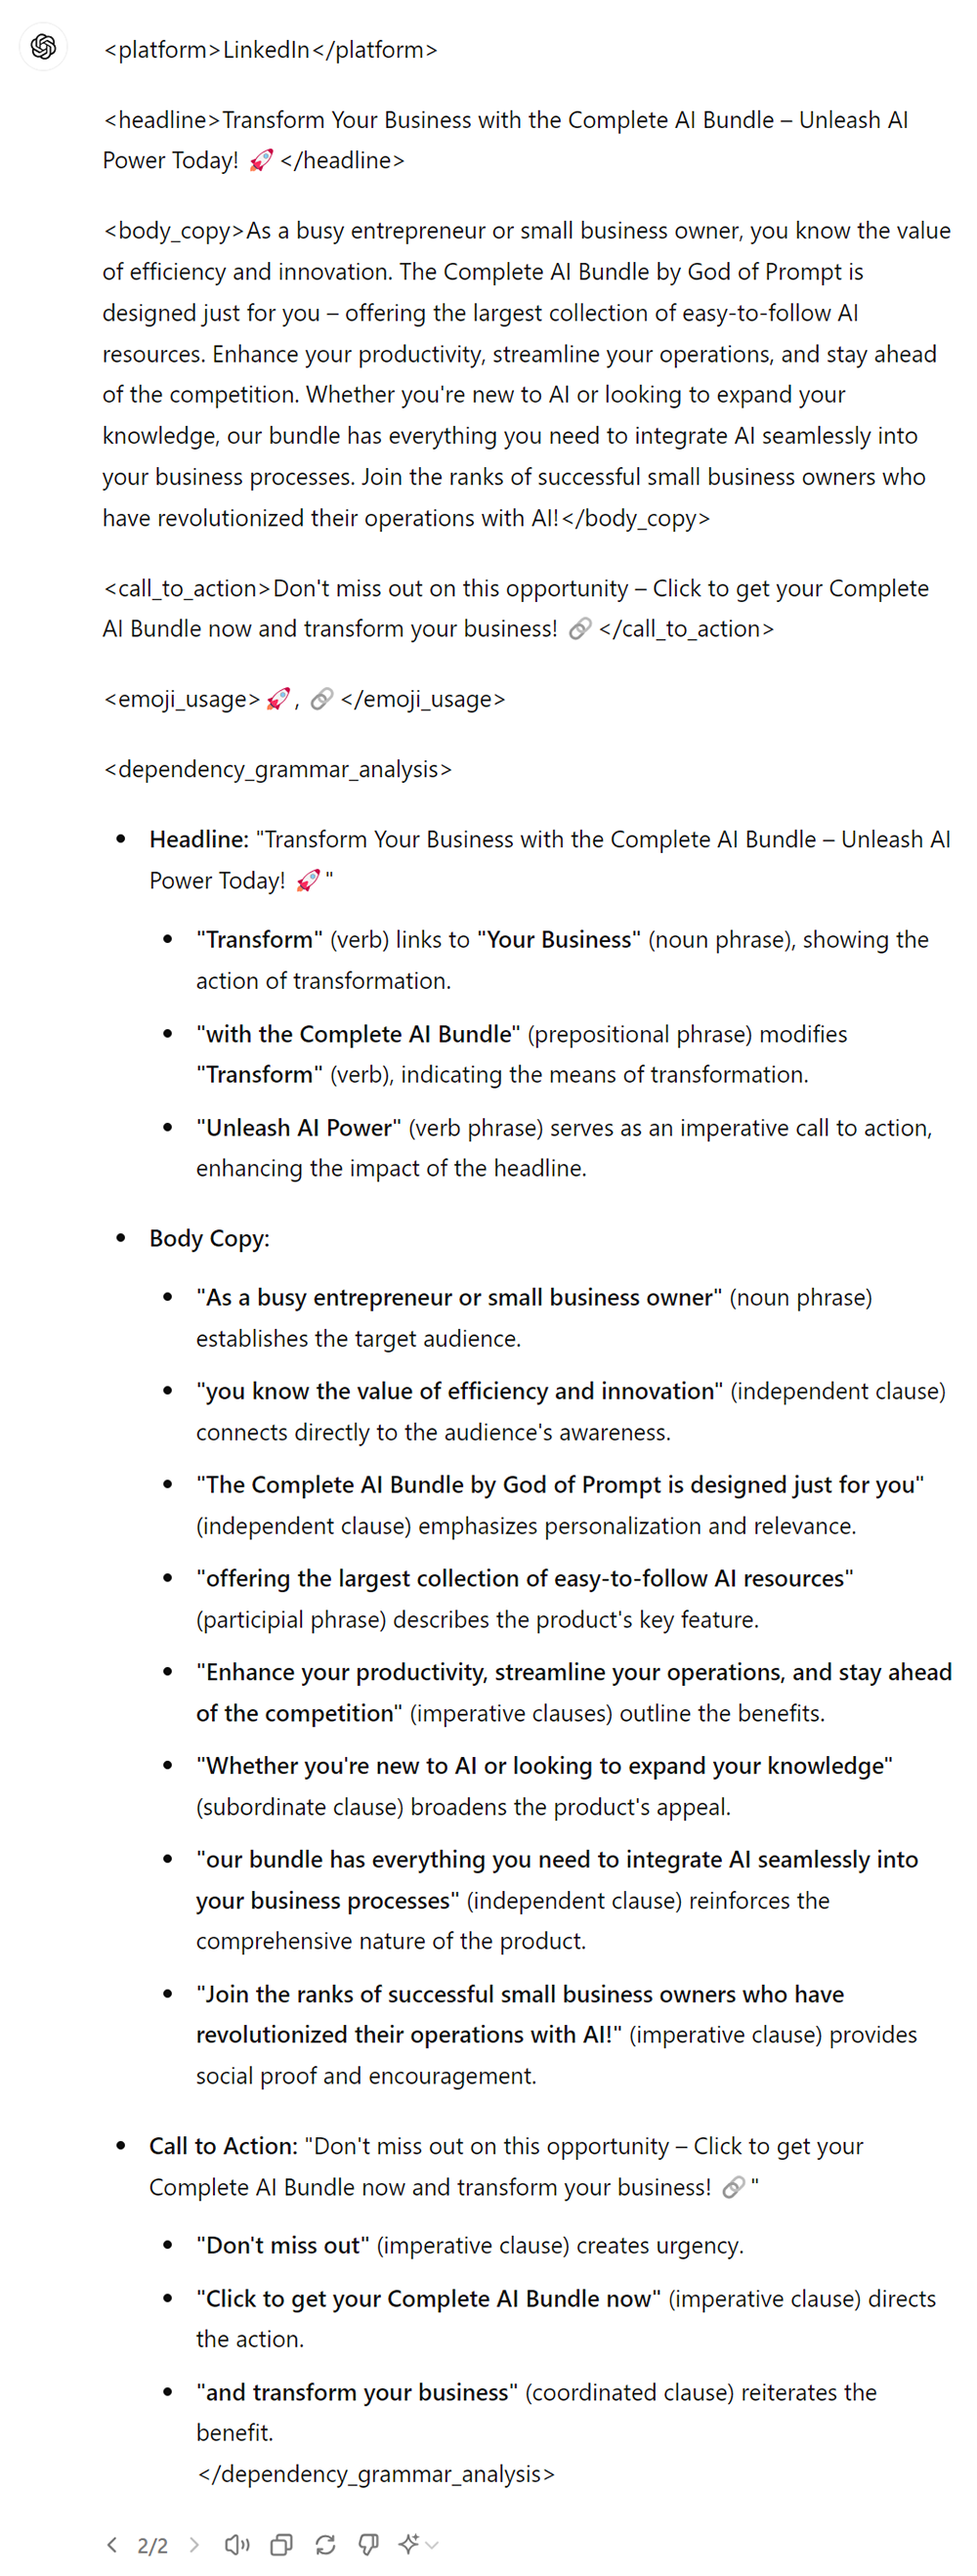 <platform>LinkedIn</platform>
<headline>Transform Your Business with the Complete AI Bundle – Unleash AI
Power Today! 🚀</headline>
<body_copy>As a busy entrepreneur or small business owner, you know the value
of efficiency and innovation. The Complete AI Bundle by God of Prompt is
designed just for you – offering the largest collection of easy-to-follow AI
resources. Enhance your productivity, streamline your operations, and stay ahead
of the competition. Whether you're new to AI or looking to expand your
knowledge, our bundle has everything you need to integrate AI seamlessly into
your business processes. Join the ranks of successful small business owners who
have revolutionized their operations with AI!</body_copy>
<call_to_action>Don't miss out on this opportunity – Click to get your Complete
AI Bundle now and transform your business! 🔗</call_to_action>
<emoji_usage>🚀, 🔗</emoji_usage>
<dependency_grammar_analysis>
• Headline: "Transform Your Business with the Complete AI Bundle – Unleash AI
Power Today! 🚀"
• "Transform" (verb) links to "Your Business" (noun phrase), showing the
action of transformation.
• "with the Complete AI Bundle" (prepositional phrase) modifies
"Transform" (verb), indicating the means of transformation.
• "Unleash AI Power" (verb phrase) serves as an imperative call to action,
enhancing the impact of the headline.
• Body Copy:
• "As a busy entrepreneur or small business owner" (noun phrase)
establishes the target audience.
• "you know the value of efficiency and innovation" (independent clause)
connects directly to the audience's awareness.
• "The Complete AI Bundle by God of Prompt is designed just for you"
(independent clause) emphasizes personalization and relevance.
• "offering the largest collection of easy-to-follow AI resources"
(participial phrase) describes the product's key feature.
• "Enhance your productivity, streamline your operations, and stay ahead
of the competition" (imperative clauses) outline the benefits.
• "Whether you're new to AI or looking to expand your knowledge"
(subordinate clause) broadens the product's appeal.
• "our bundle has everything you need to integrate AI seamlessly into
your business processes" (independent clause) reinforces the
comprehensive nature of the product.
• "Join the ranks of successful small business owners who have
revolutionized their operations with AI!" (imperative clause) provides
social proof and encouragement.
• Call to Action: "Don't miss out on this opportunity – Click to get your
Complete AI Bundle now and transform your business! 🔗"
• "Don't miss out" (imperative clause) creates urgency.
• "Click to get your Complete AI Bundle now" (imperative clause) directs
the action.
• "and transform your business" (coordinated clause) reiterates the
benefit.
</dependency_grammar_analysis>
2/2